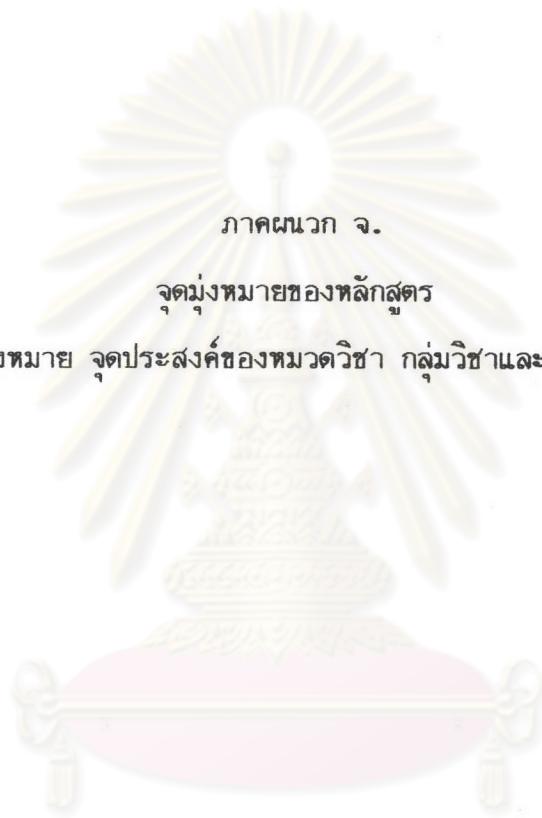 ภาคผนวก จ.
จุดมุ่งหมายของหลักสูตร
งหมาย จุดประสงค์ของหมวดวิชา กลุ่มวิชาและ